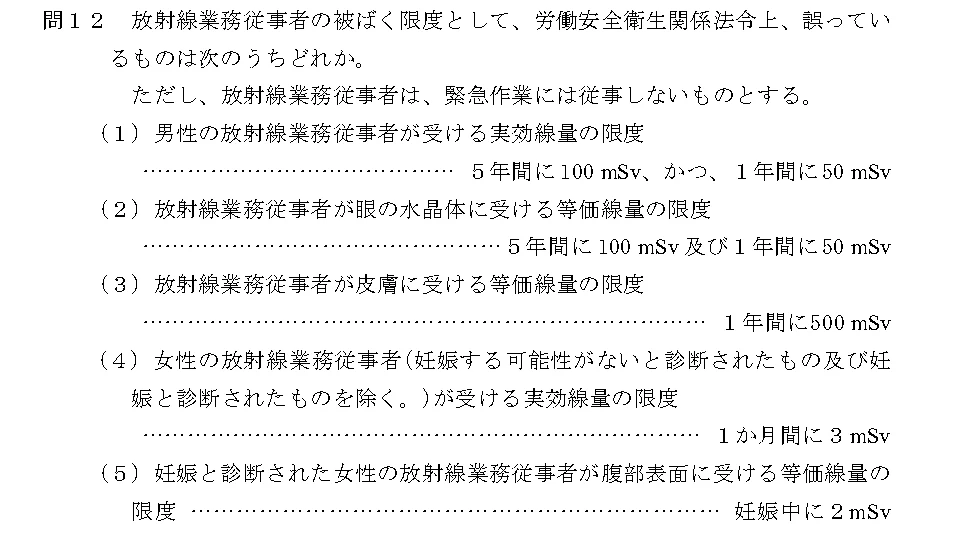 問１２　放射線業務従事者の被ばく限度として、労働安全衛生関係法令上、誤ってい
るものは次のうちどれか。
ただし、放射線業務従事者は、緊急作業には従事しないものとする。
（１）男性の放射線業務従事者が受ける実効線量の限度
…………………………………… ５年間に100 mSv、かつ、１年間に50 mSv
（２）放射線業務従事者が眼の水晶体に受ける等価線量の限度
………………………………………… ５年間に 100 mSv 及び１年間に50 mSv
（３）放射線業務従事者が皮膚に受ける等価線量の限度
………………………………………………………………… １年間に500 mSv
（４）女性の放射線業務従事者(妊娠する可能性がないと診断されたもの及び妊
娠と診断されたものを除く。)が受ける実効線量の限度
………………………………………………………………… １か月間に３ mSv
（５）妊娠と診断された女性の放射線業務従事者が腹部表面に受ける等価線量の
限度 ……………………………………………………………… 妊娠中に２mSv